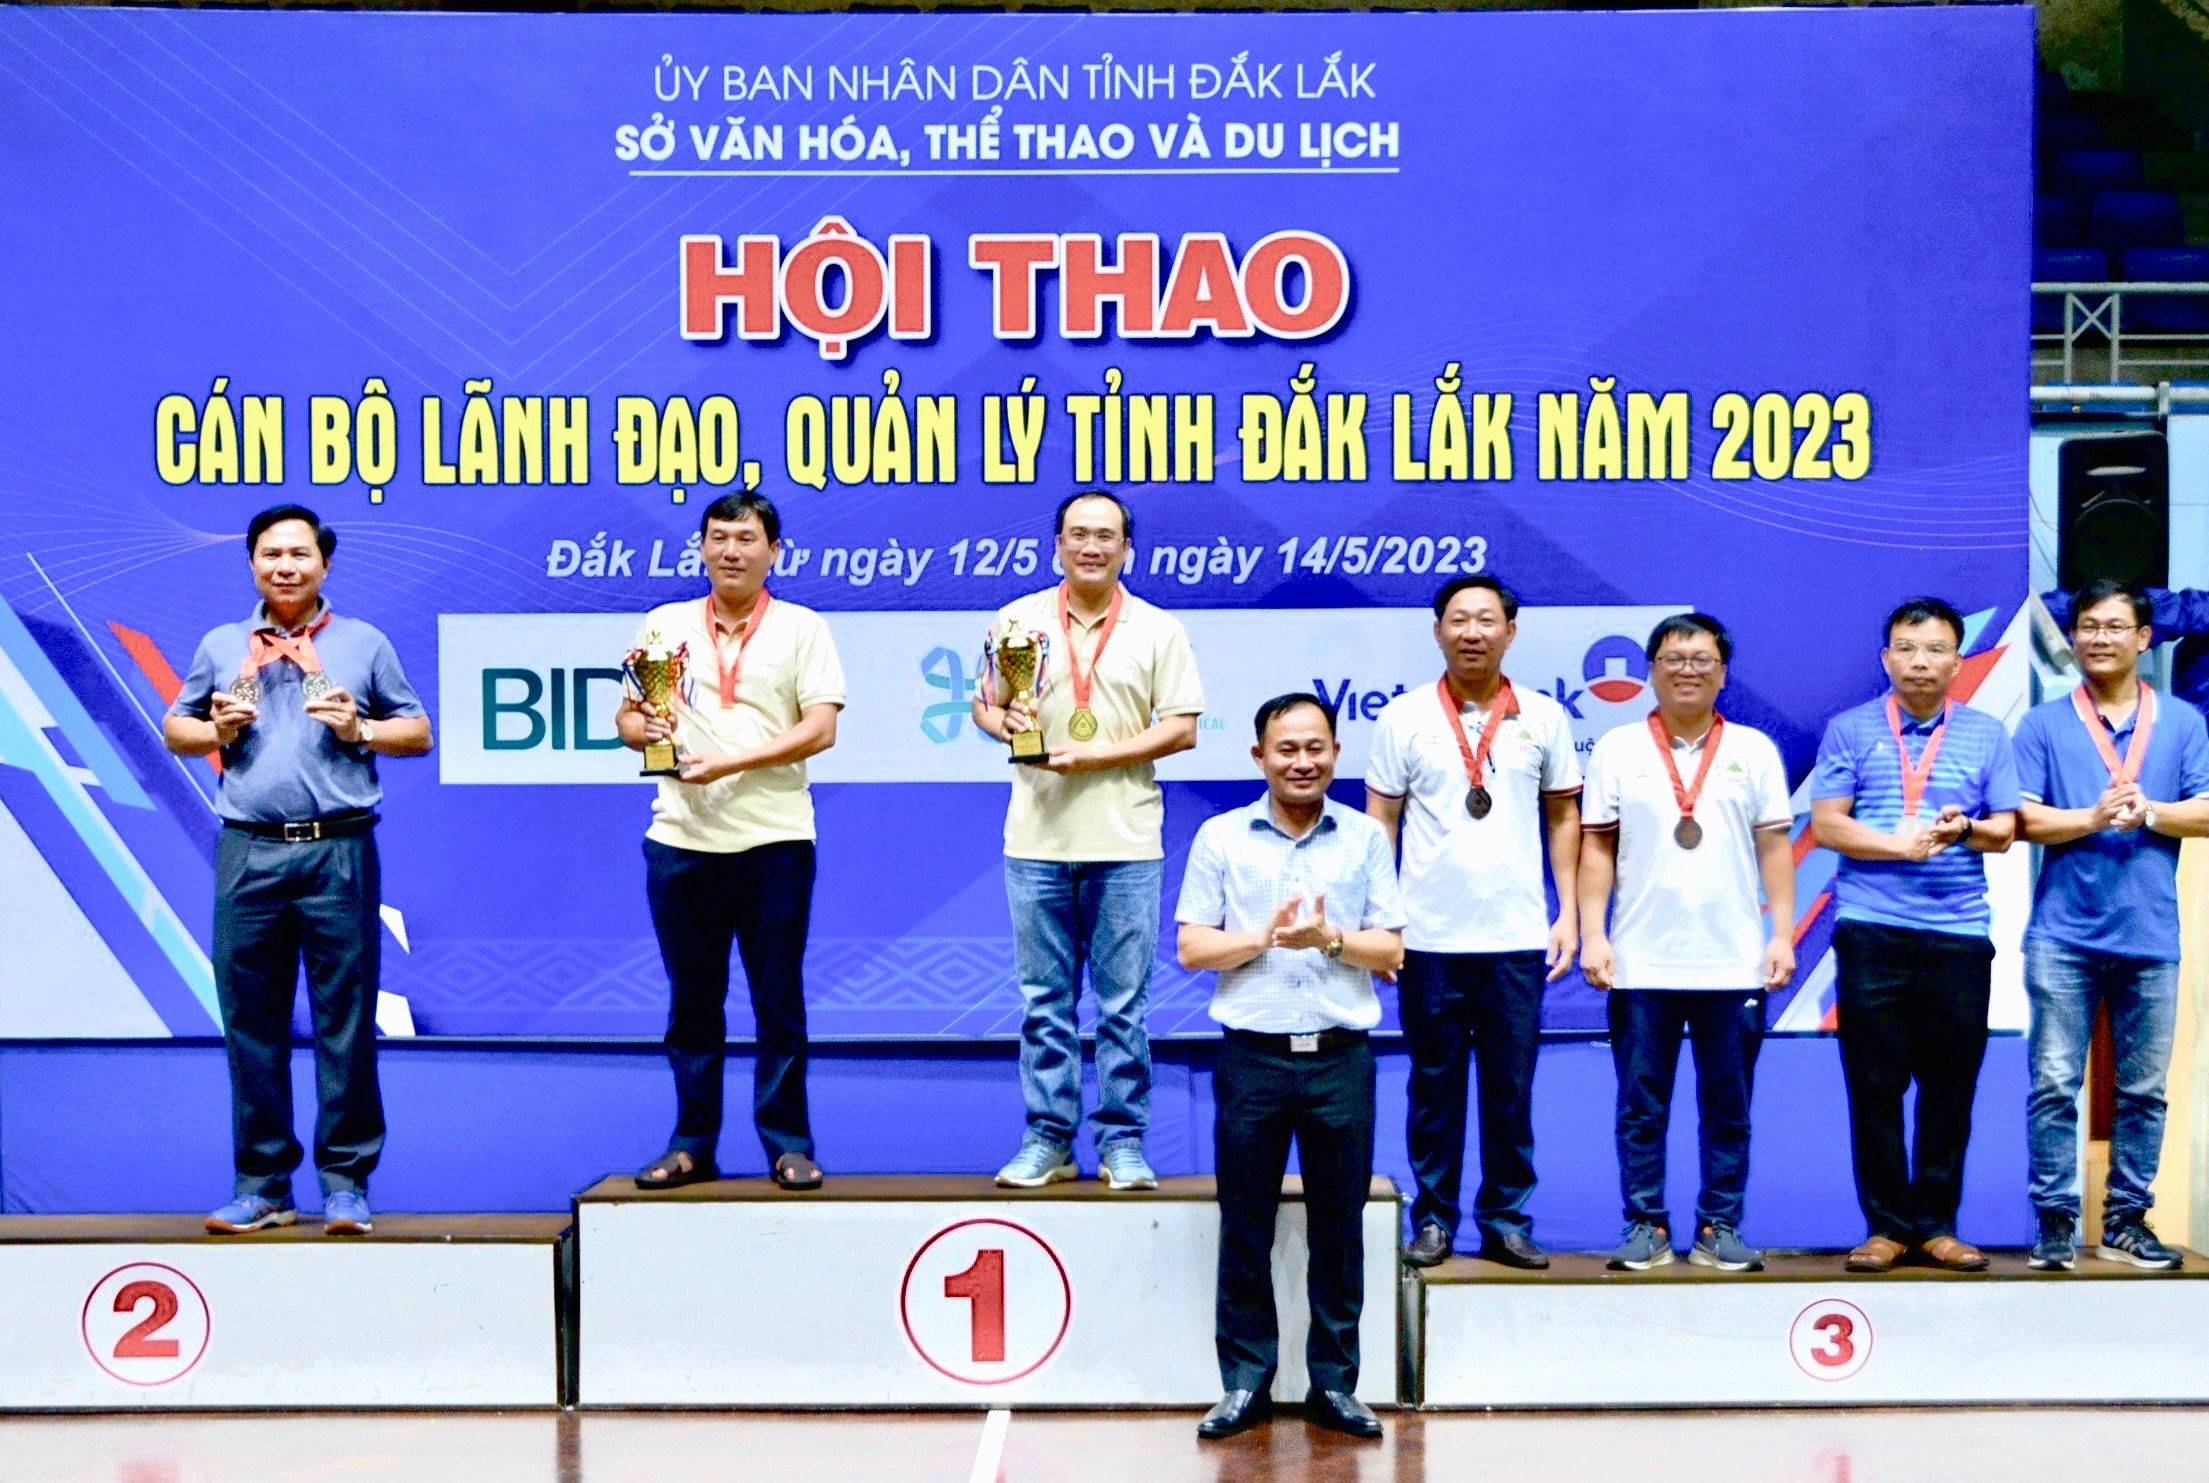 ỦY BAN NHÂN DÂN TỈNH ĐẮK LẮK
SỞ VĂN HÓA, THỂ THAO VÀ DU LỊCH
HỘI THAO
CÁN BỘ LÃNH ĐẠO, QUẢN LÝ TỈNH ĐẮK LẮK NĂM 2023
Đắk Lắ ừ ngày 12/5 ngày 14/5/2023
BID
Viet k
2
1
3